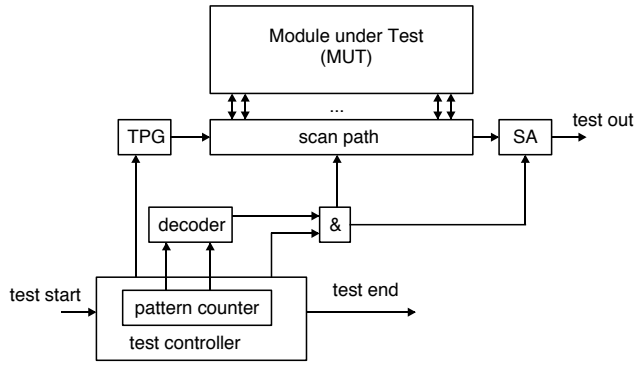 Module under Test
(MUT)
...
test out
TPG
scan path
SA
decoder
&
test start
test end
pattern counter
test controller